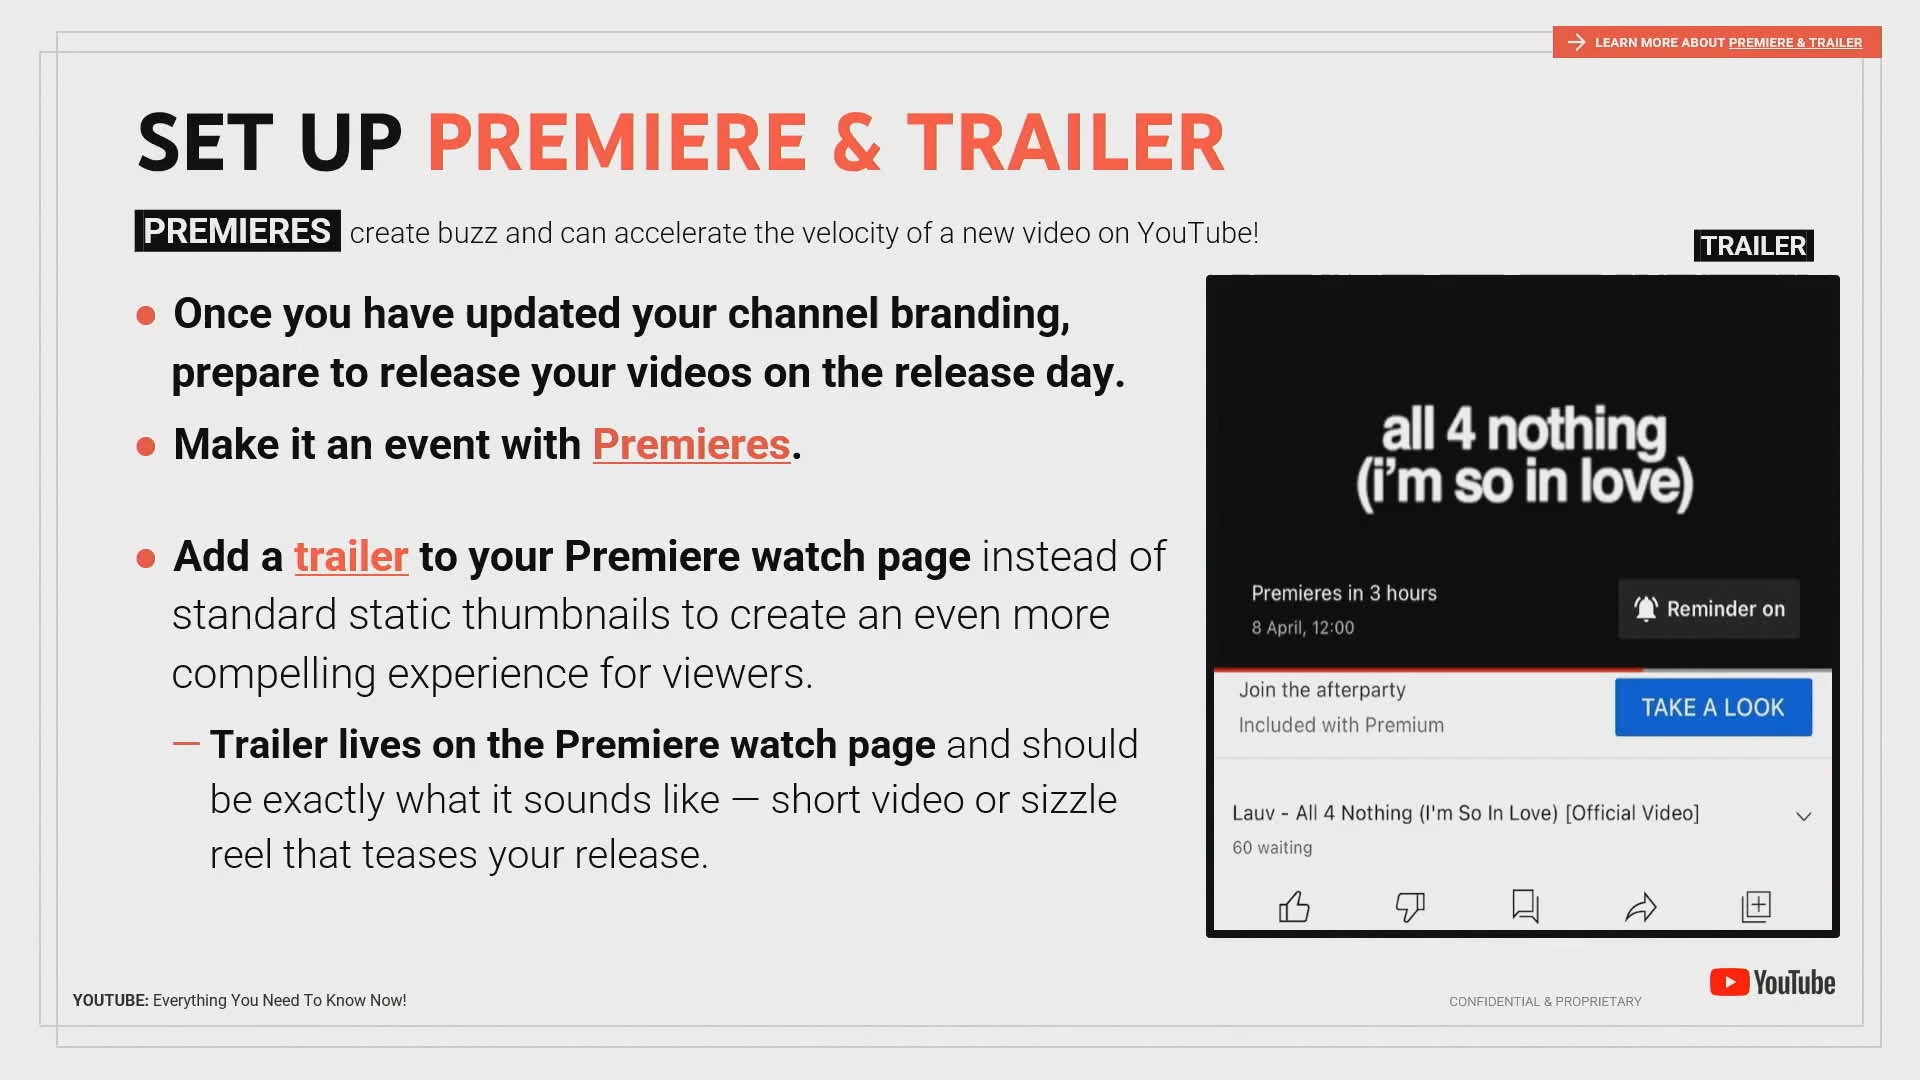 LEARN MORE ABOUT PREMIERE & TRAILER
SET UP PREMIERE & TRAILER
PREMIERES create buzz and can accelerate the velocity of a new video on YouTube!
TRAILER
• Once you have updated your channel branding,
prepare to release your videos on the release day.
• Make it an event with Premieres.
• Add a trailer to your Premiere watch page instead of
standard static thumbnails to create an even more
compelling experience for viewers.
— Trailer lives on the Premiere watch page and should
be exactly what it sounds like — short video or sizzle
reel that teases your release.
all 4 nothing
(i'm so in love)
Premieres in 3 hours
8 April, 12:00
Reminder on
Join the afterparty
Included with Premium
TAKE A LOOK
Lauv - All 4 Nothing (I'm So In Love) [Official Video]
60 waiting
YOUTUBE: Everything You Need To Know Now!
CONFIDENTIAL & PROPRIETARY
YouTube